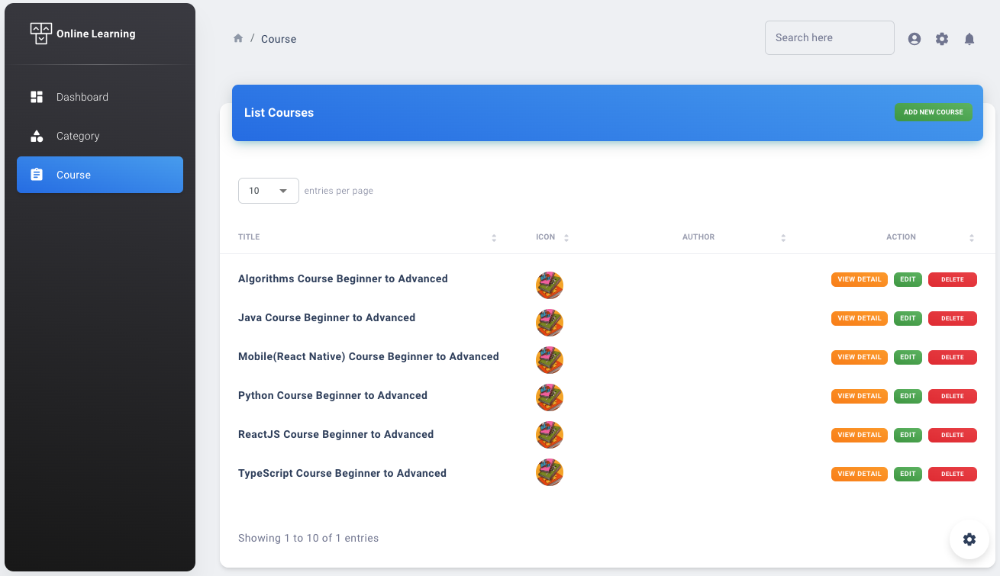 Online Learning
/ Course
Search here
Dashboard
Category
Course
List Courses
ADD NEW COURSE
10 entries per page
TITLE ICON AUTHOR ACTION
Algorithms Course Beginner to Advanced VIEW DETAIL EDIT DELETE
Java Course Beginner to Advanced VIEW DETAIL EDIT DELETE
Mobile(React Native) Course Beginner to Advanced VIEW DETAIL EDIT DELETE
Python Course Beginner to Advanced VIEW DETAIL EDIT DELETE
ReactJS Course Beginner to Advanced VIEW DETAIL EDIT DELETE
TypeScript Course Beginner to Advanced VIEW DETAIL EDIT DELETE
Showing 1 to 10 of 1 entries